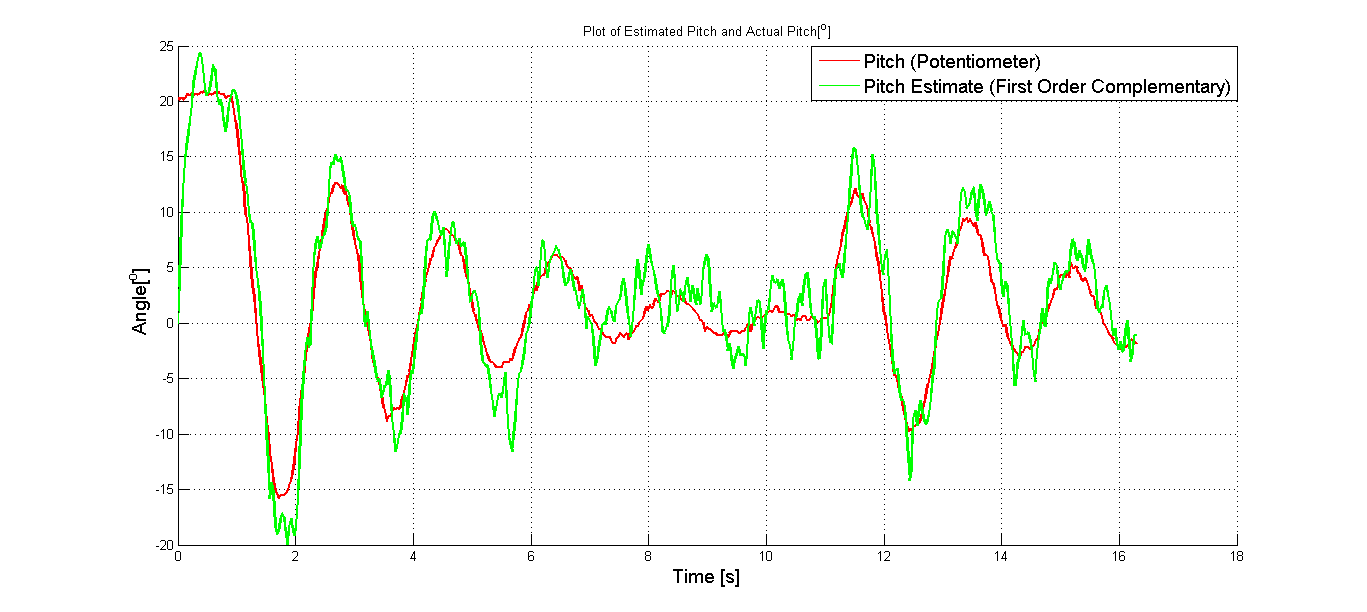 Plot of Estimated Pitch and Actual Pitch[o]
Pitch (Potentiometer)
Pitch Estimate (First Order Complementary)
25
20
15
10
5
0
-5
-10
-15
-20
Angle[o]
0 2 4 6 8 10 12 14 16 18
Time [s]